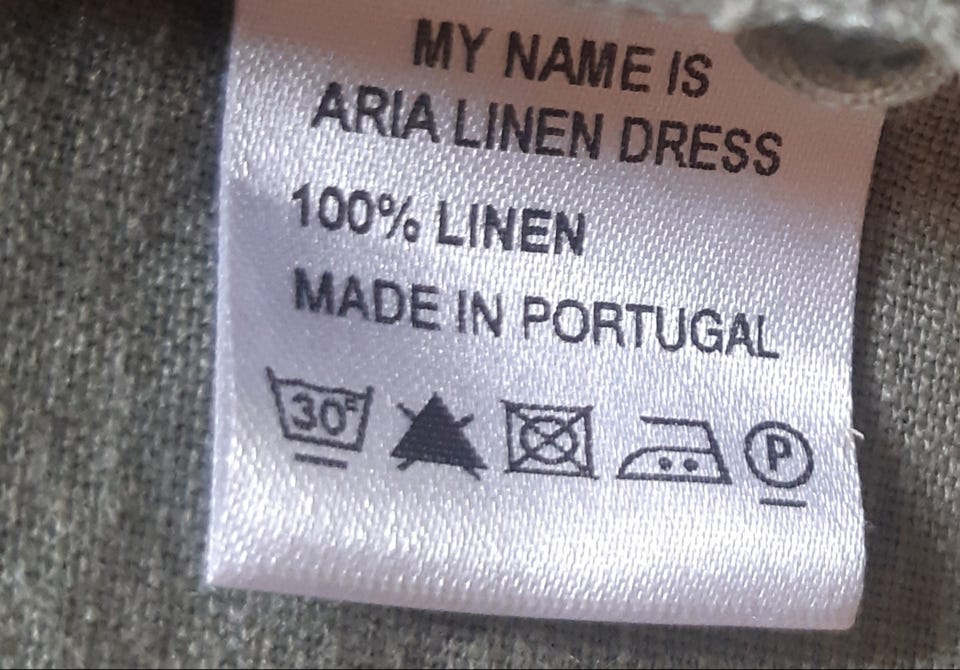 MY NAME IS
ARIA LINEN DRESS
100% LINEN
MADE IN PORTUGAL
30° P